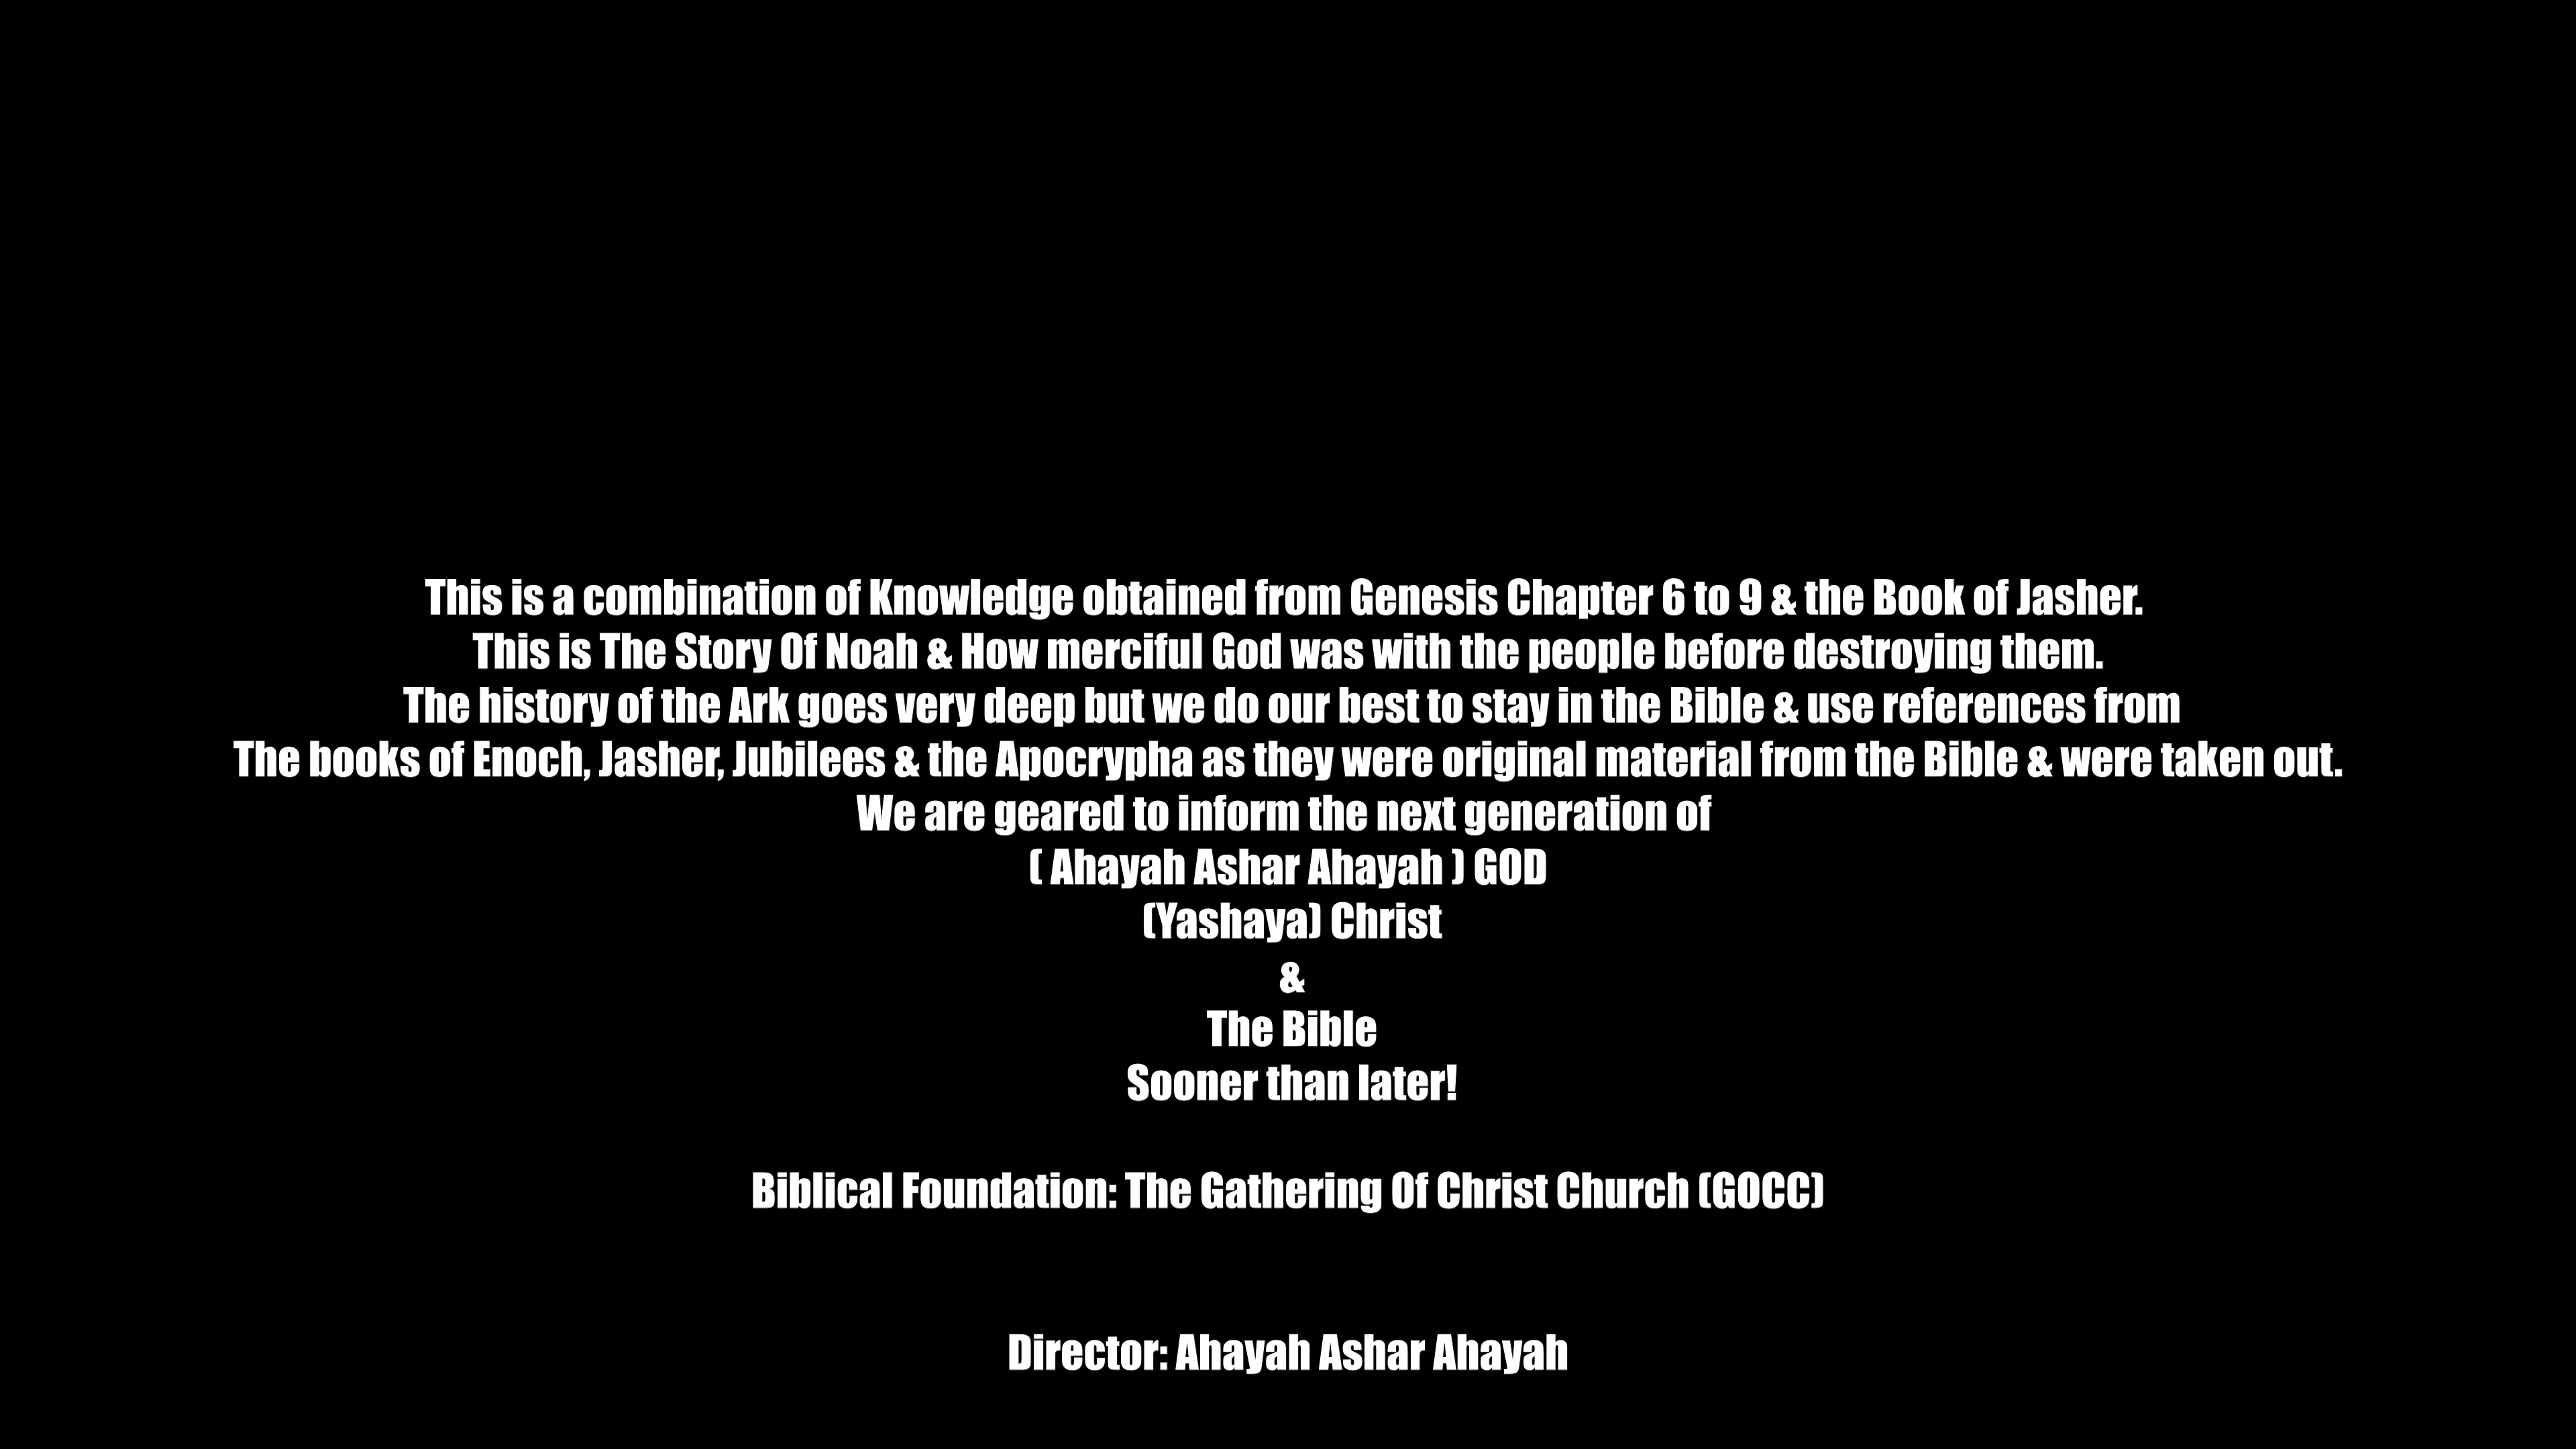 This is a combination of Knowledge obtained from Genesis Chapter 6 to 9 & the Book of Jasher.
This is The Story Of Noah & How merciful God was with the people before destroying them.
The history of the Ark goes very deep but we do our best to stay in the Bible & use references from
The books of Enoch, Jasher, Jubilees & the Apocrypha as they were original material from the Bible & were taken out.
We are geared to inform the next generation of
( Ahayah Ashar Ahayah ) GOD
(Yashaya) Christ
&
The Bible
Sooner than later!
Biblical Foundation: The Gathering Of Christ Church (GOCC)
Director: Ahayah Ashar Ahayah